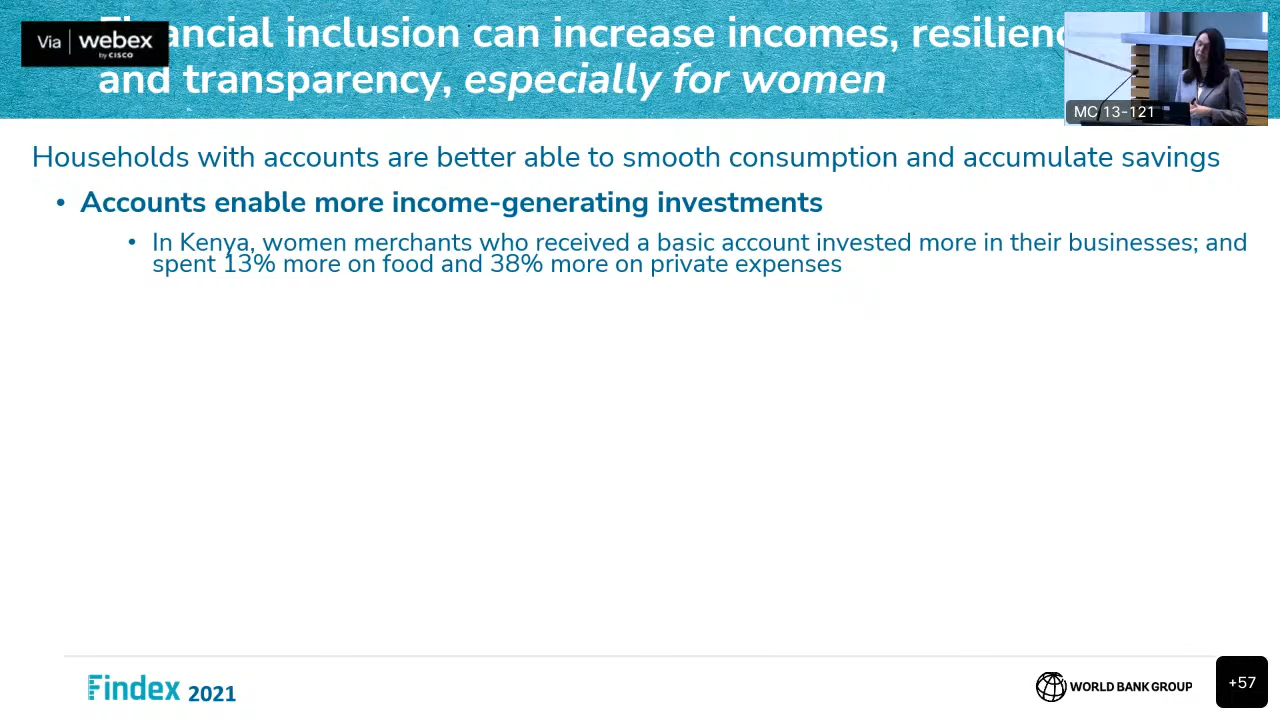 Via webex
by CISCO
ancial inclusion can increase incomes, resilienc
and transparency, especially for women
MC 13-121
Households with accounts are better able to smooth consumption and accumulate savings
• Accounts enable more income-generating investments
• In Kenya, women merchants who received a basic account invested more in their businesses; and
spent 13% more on food and 38% more on private expenses
Findex 2021
WORLD BANK GROUP
+57